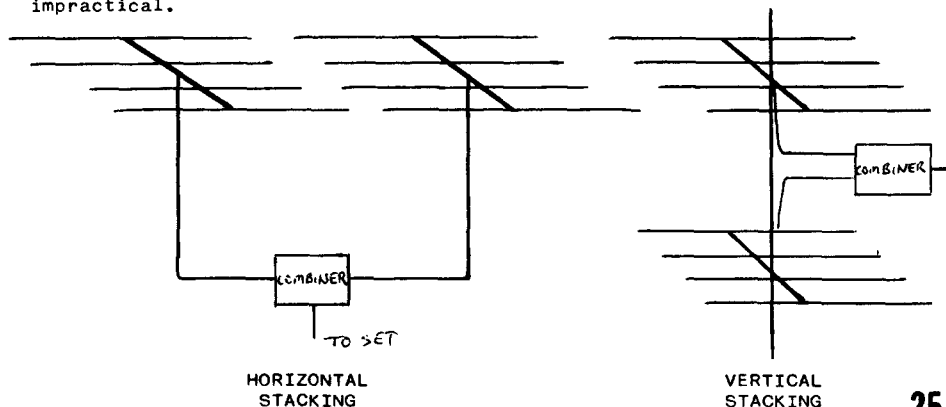 impractical.
COMBINER
COMBINER
TO SET
HORIZONTAL
STACKING
VERTICAL
STACKING
25